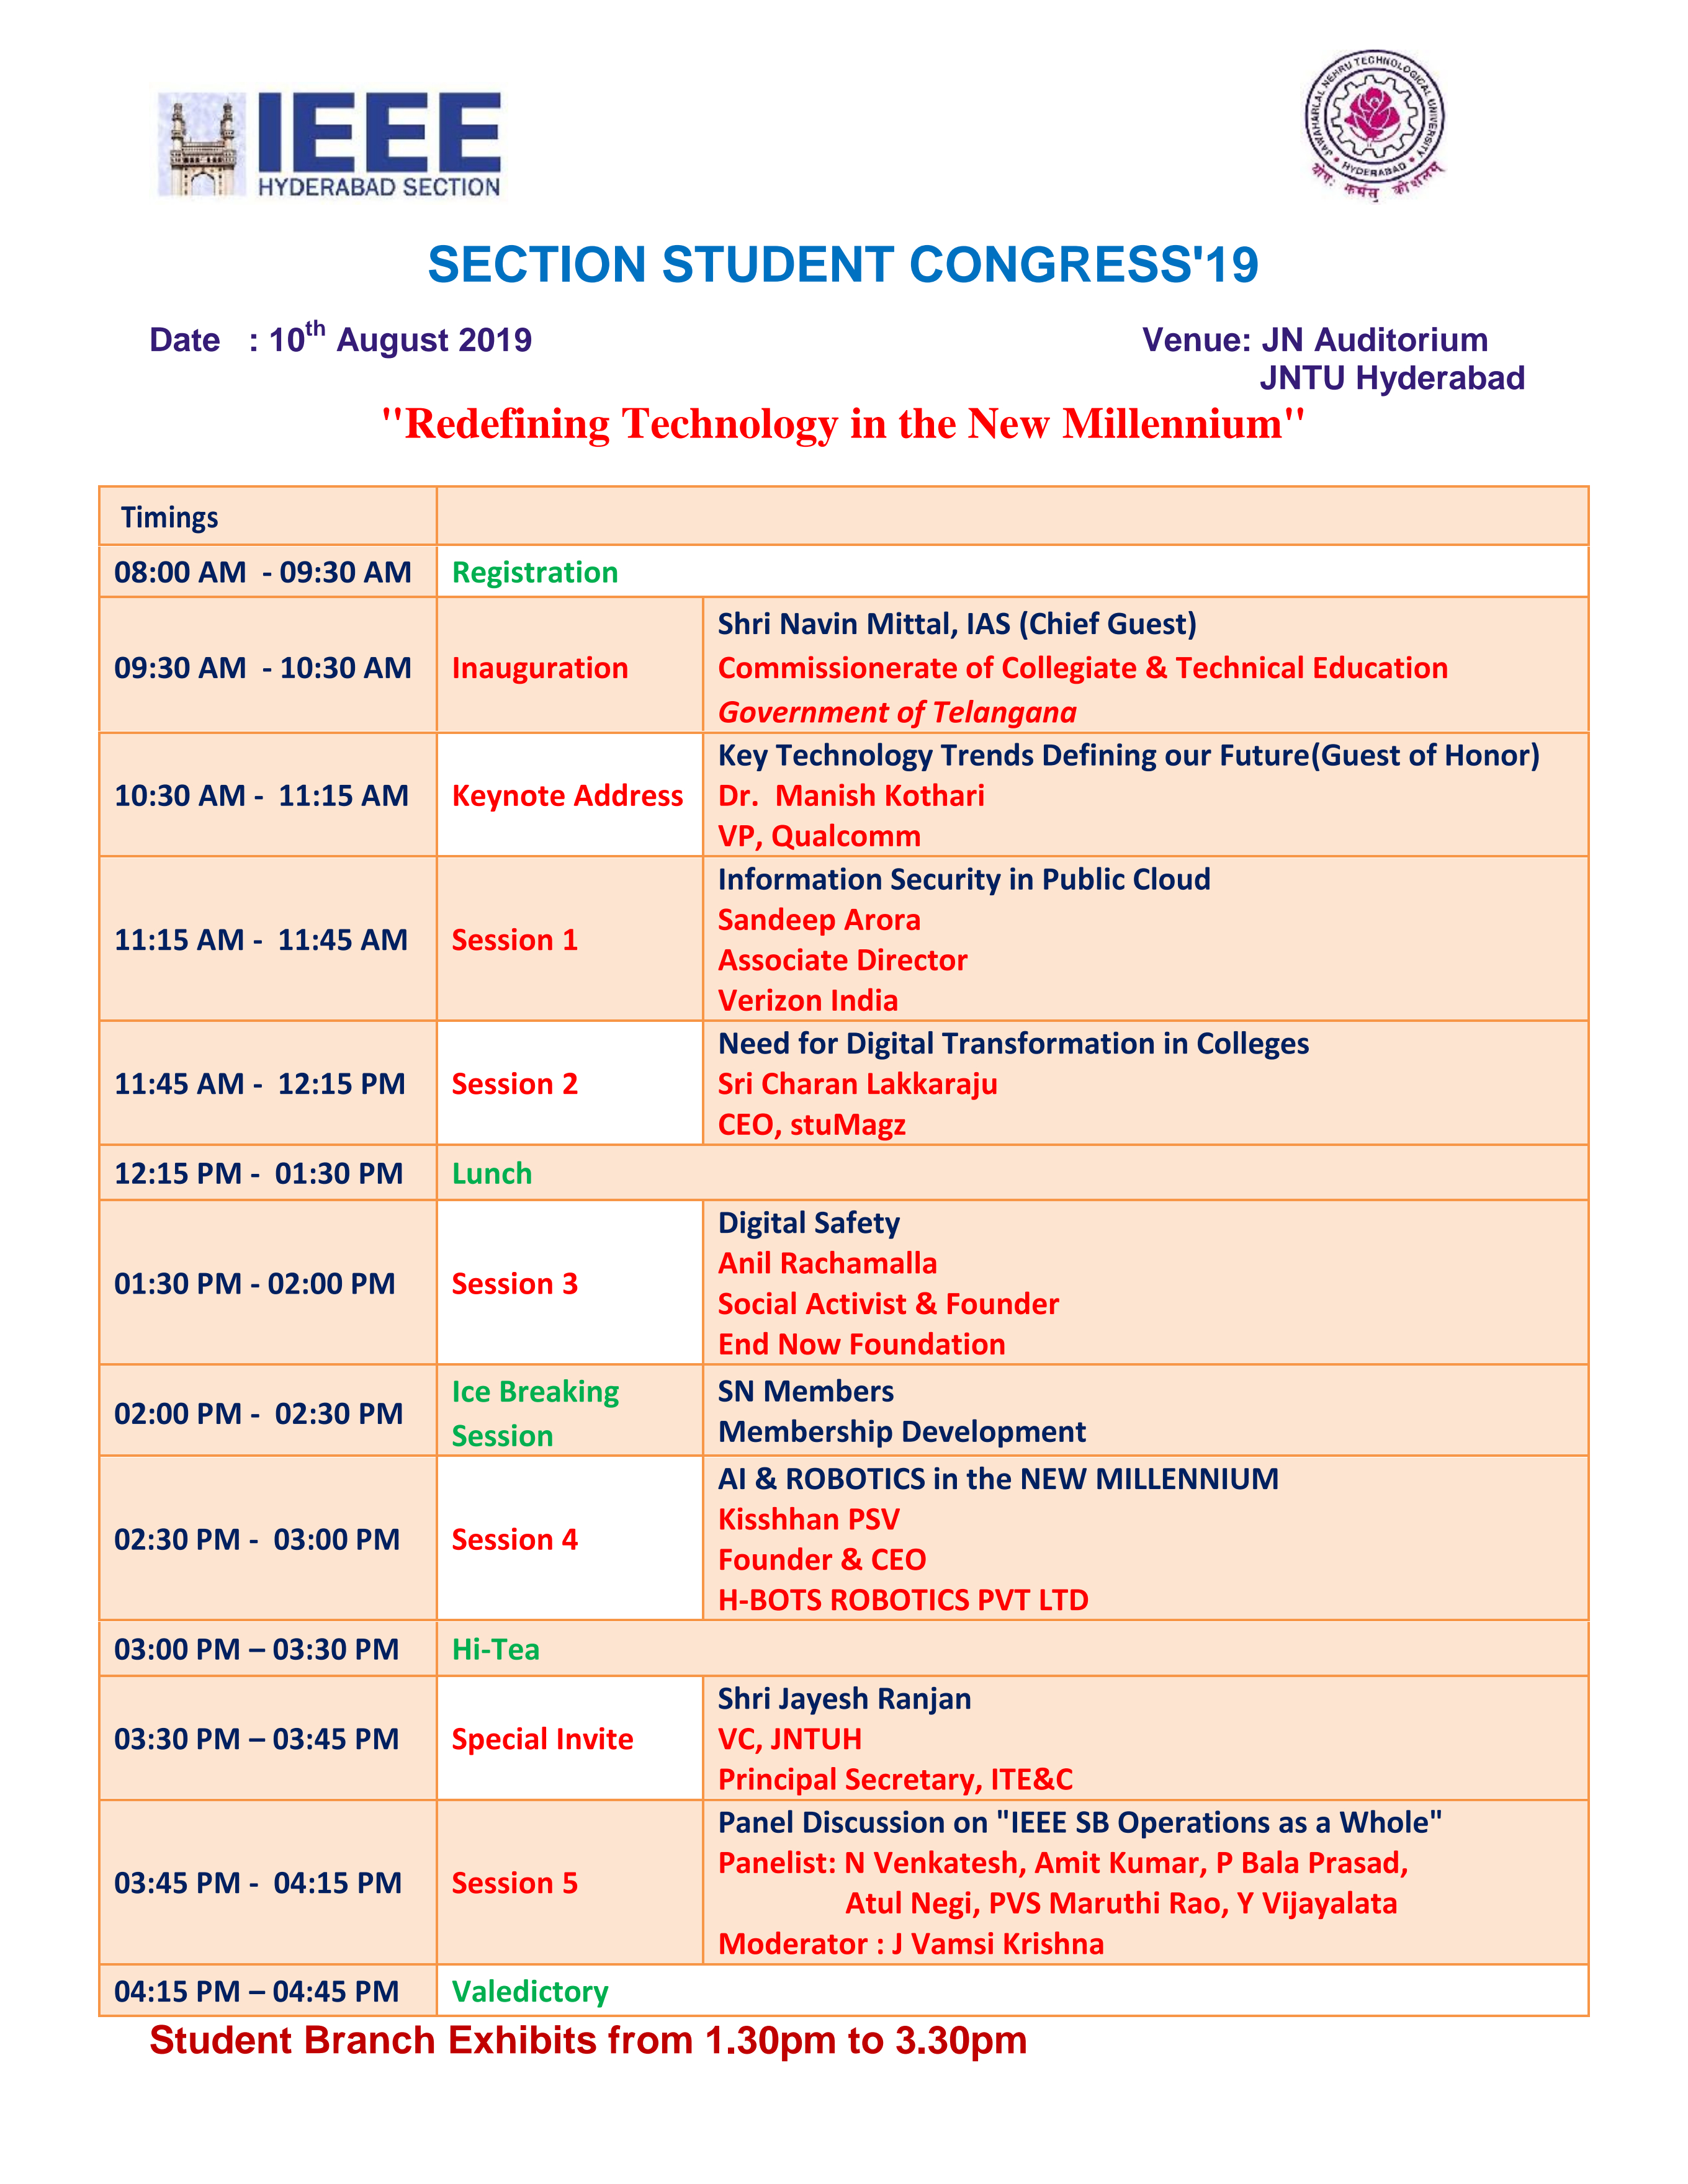 IEEE
HYDERABAD SECTION
JAWAHARLAL NEHRU TECHNOLOGICAL UNIVERSITY
HYDERABAD
योगः कर्मसु कौशलम्
SECTION STUDENT CONGRESS'19
Date : 10th August 2019
Venue: JN Auditorium
JNTU Hyderabad
"Redefining Technology in the New Millennium"
Timings
08:00 AM - 09:30 AM Registration
Shri Navin Mittal, IAS (Chief Guest)
09:30 AM - 10:30 AM Inauguration Commissionerate of Collegiate & Technical Education
Government of Telangana
Key Technology Trends Defining our Future(Guest of Honor)
10:30 AM - 11:15 AM Keynote Address Dr. Manish Kothari
VP, Qualcomm
Information Security in Public Cloud
Sandeep Arora
11:15 AM - 11:45 AM Session 1
Associate Director
Verizon India
Need for Digital Transformation in Colleges
11:45 AM - 12:15 PM Session 2 Sri Charan Lakkaraju
CEO, stuMagz
12:15 PM - 01:30 PM Lunch
Digital Safety
Anil Rachamalla
01:30 PM - 02:00 PM Session 3
Social Activist & Founder
End Now Foundation
02:00 PM - 02:30 PM
Ice Breaking
Session
SN Members
Membership Development
AI & ROBOTICS in the NEW MILLENNIUM
Kisshhan PSV
02:30 PM - 03:00 PM Session 4
Founder & CEO
H-BOTS ROBOTICS PVT LTD
03:00 PM – 03:30 PM Hi-Tea
Shri Jayesh Ranjan
03:30 PM – 03:45 PM Special Invite VC, JNTUH
Principal Secretary, ITE&C
Panel Discussion on "IEEE SB Operations as a Whole"
Panelist: N Venkatesh, Amit Kumar, P Bala Prasad,
03:45 PM - 04:15 PM Session 5
Atul Negi, PVS Maruthi Rao, Y Vijayalata
Moderator : J Vamsi Krishna
04:15 PM – 04:45 PM Valedictory
Student Branch Exhibits from 1.30pm to 3.30pm